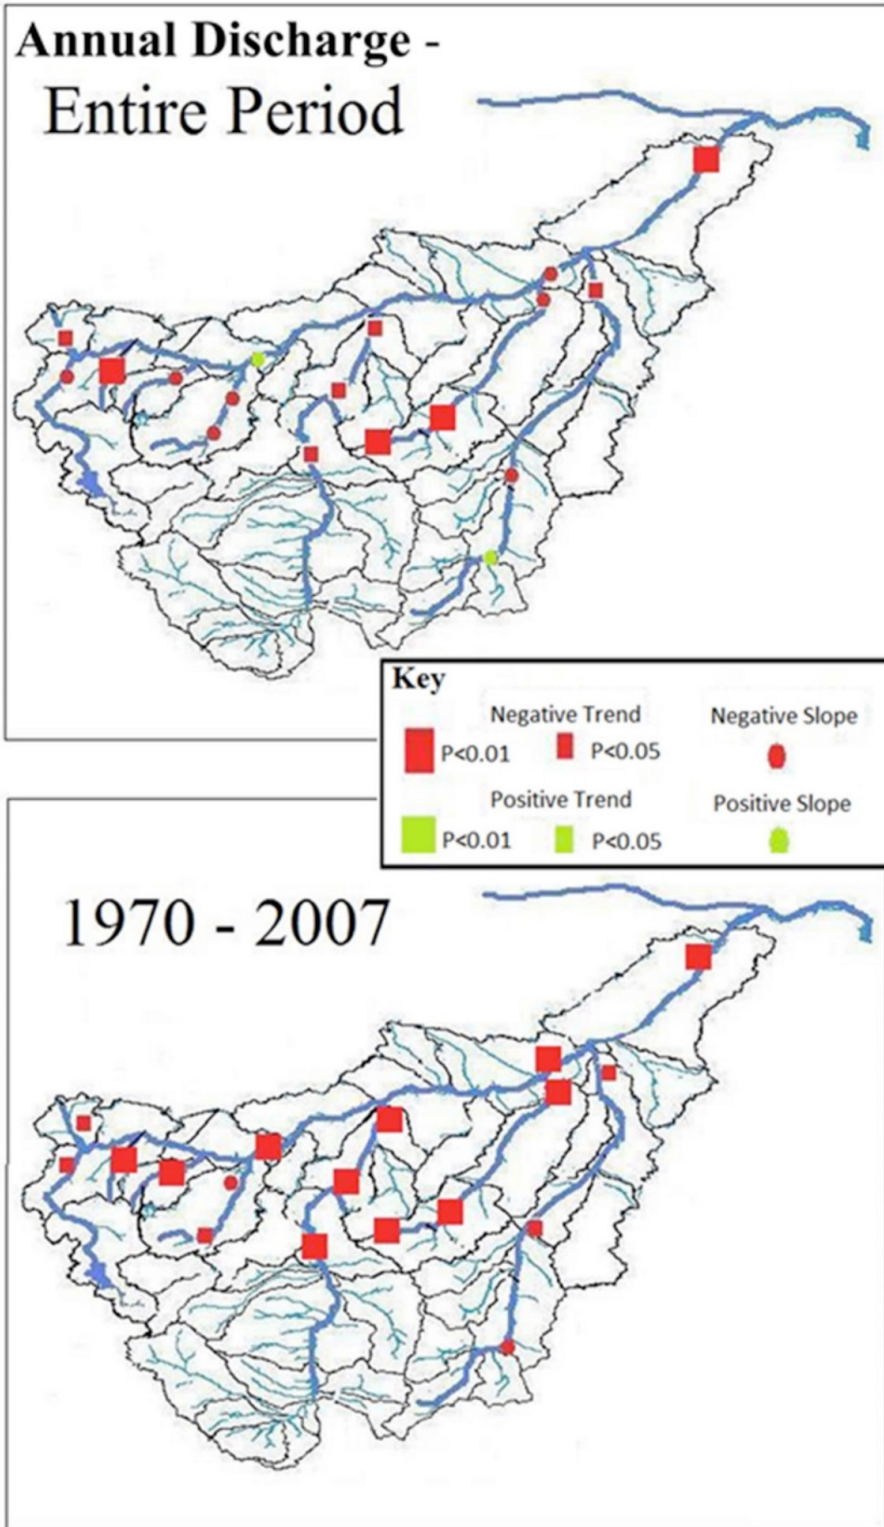 Annual Discharge -
Entire Period
Key
Negative Trend Negative Slope
P<0.01 P<0.05
Positive Trend Positive Slope
P<0.01 P<0.05
1970 - 2007